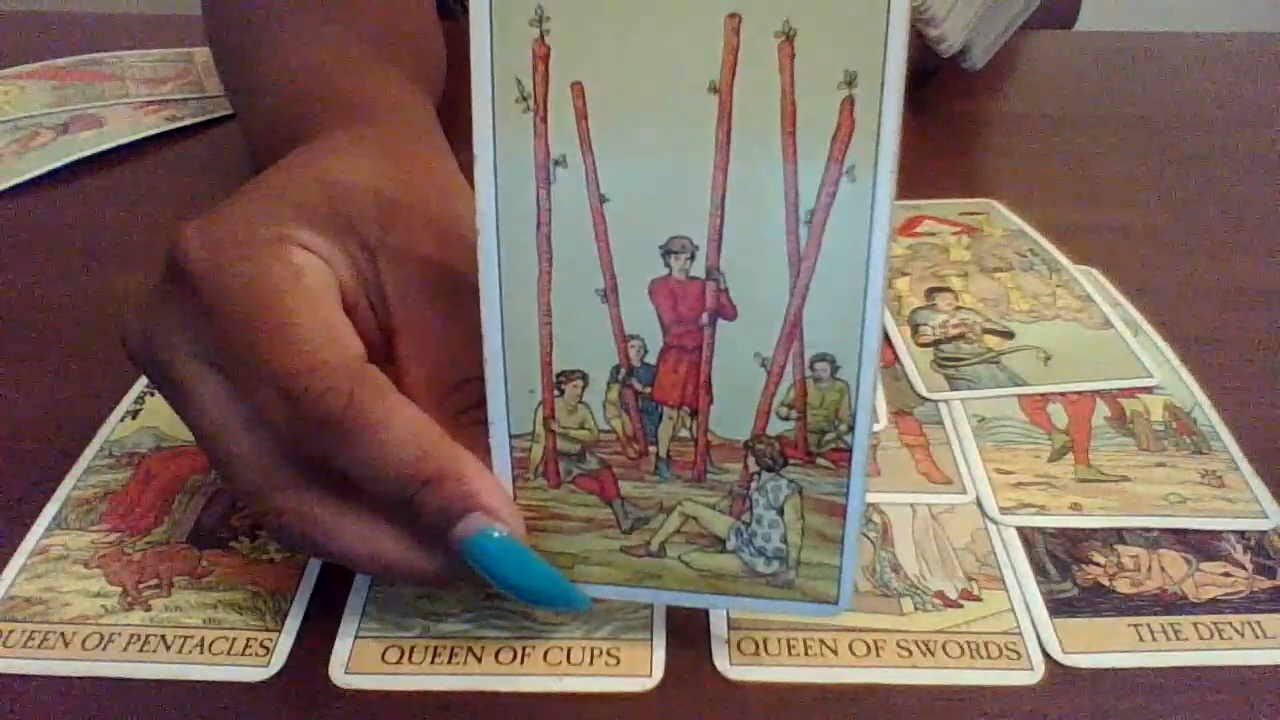 QUEEN OF PENTACLES
QUEEN OF CUPS
QUEEN OF SWORDS
THE DEVIL